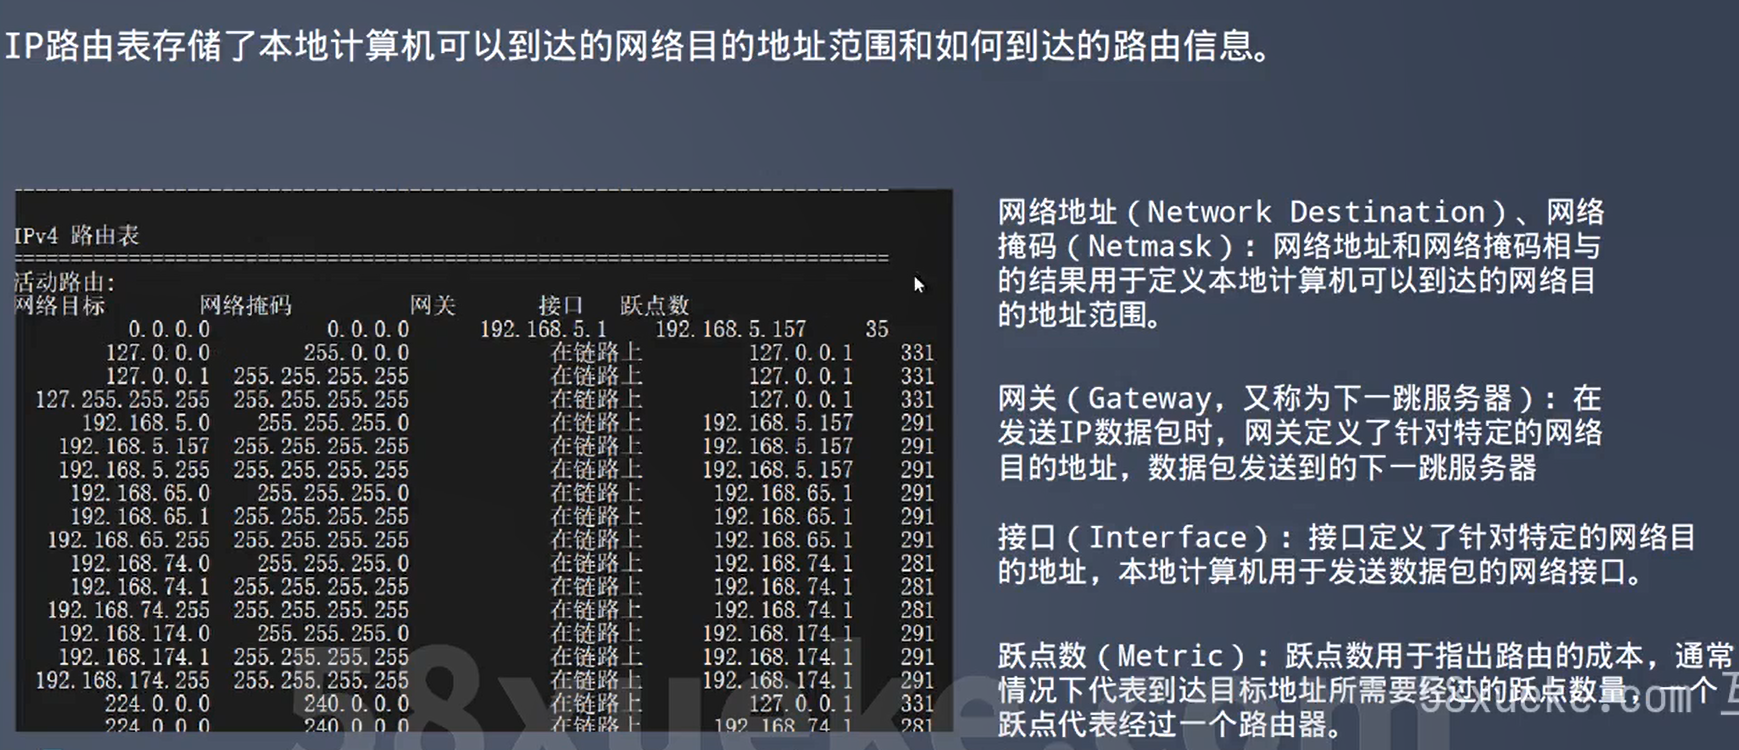 IP路由表存储了本地计算机可以到达的网络目的地址范围和如何到达的路由信息。
IPv4 路由表
活动路由:
网络目标 网络掩码 网关 接口 跃点数
0.0.0.0 0.0.0.0 192.168.5.1 192.168.5.157 35
127.0.0.0 255.0.0.0 在链路上 127.0.0.1 331
127.0.0.1 255.255.255.255 在链路上 127.0.0.1 331
127.255.255.255 255.255.255.255 在链路上 127.0.0.1 331
192.168.5.0 255.255.255.0 在链路上 192.168.5.157 291
192.168.5.157 255.255.255.255 在链路上 192.168.5.157 291
192.168.5.255 255.255.255.255 在链路上 192.168.5.157 291
192.168.65.0 255.255.255.0 在链路上 192.168.65.1 291
192.168.65.1 255.255.255.255 在链路上 192.168.65.1 291
192.168.65.255 255.255.255.255 在链路上 192.168.65.1 291
192.168.74.0 255.255.255.0 在链路上 192.168.74.1 281
192.168.74.1 255.255.255.255 在链路上 192.168.74.1 281
192.168.74.255 255.255.255.255 在链路上 192.168.74.1 281
192.168.174.0 255.255.255.0 在链路上 192.168.174.1 291
192.168.174.1 255.255.255.255 在链路上 192.168.174.1 291
192.168.174.255 255.255.255.255 在链路上 192.168.174.1 291
224.0.0.0 240.0.0.0 在链路上 127.0.0.1 331
224.0.0.0 240.0.0.0 在链路上 192.168.74.1 281
网络地址（Network Destination）、网络
掩码（Netmask）：网络地址和网络掩码相与
的结果用于定义本地计算机可以到达的网络目
的地址范围。
网关（Gateway，又称为下一跳服务器）：在
发送IP数据包时，网关定义了针对特定的网络
目的地址，数据包发送到的下一跳服务器
接口（Interface）：接口定义了针对特定的网络目
的地址，本地计算机用于发送数据包的网络接口。
跃点数（Metric）：跃点数用于指出路由的成本，通常
情况下代表到达目标地址所需要经过的跃点数量，一个
跃点代表经过一个路由器。
58xueke.com
58xueke.com